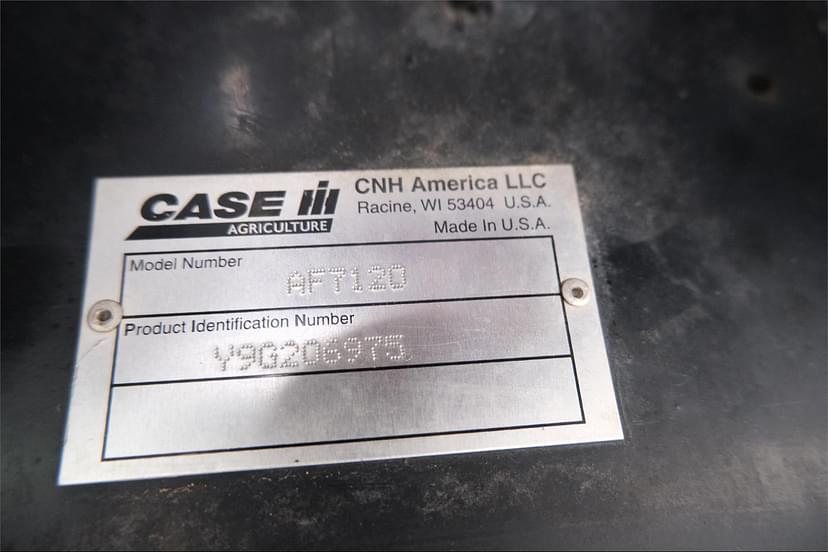 CASE IH
AGRICULTURE
CNH America LLC
Racine, WI 53404 U.S.A.
Made In U.S.A.
Model Number
AF7120
Product Identification Number
Y9G206975